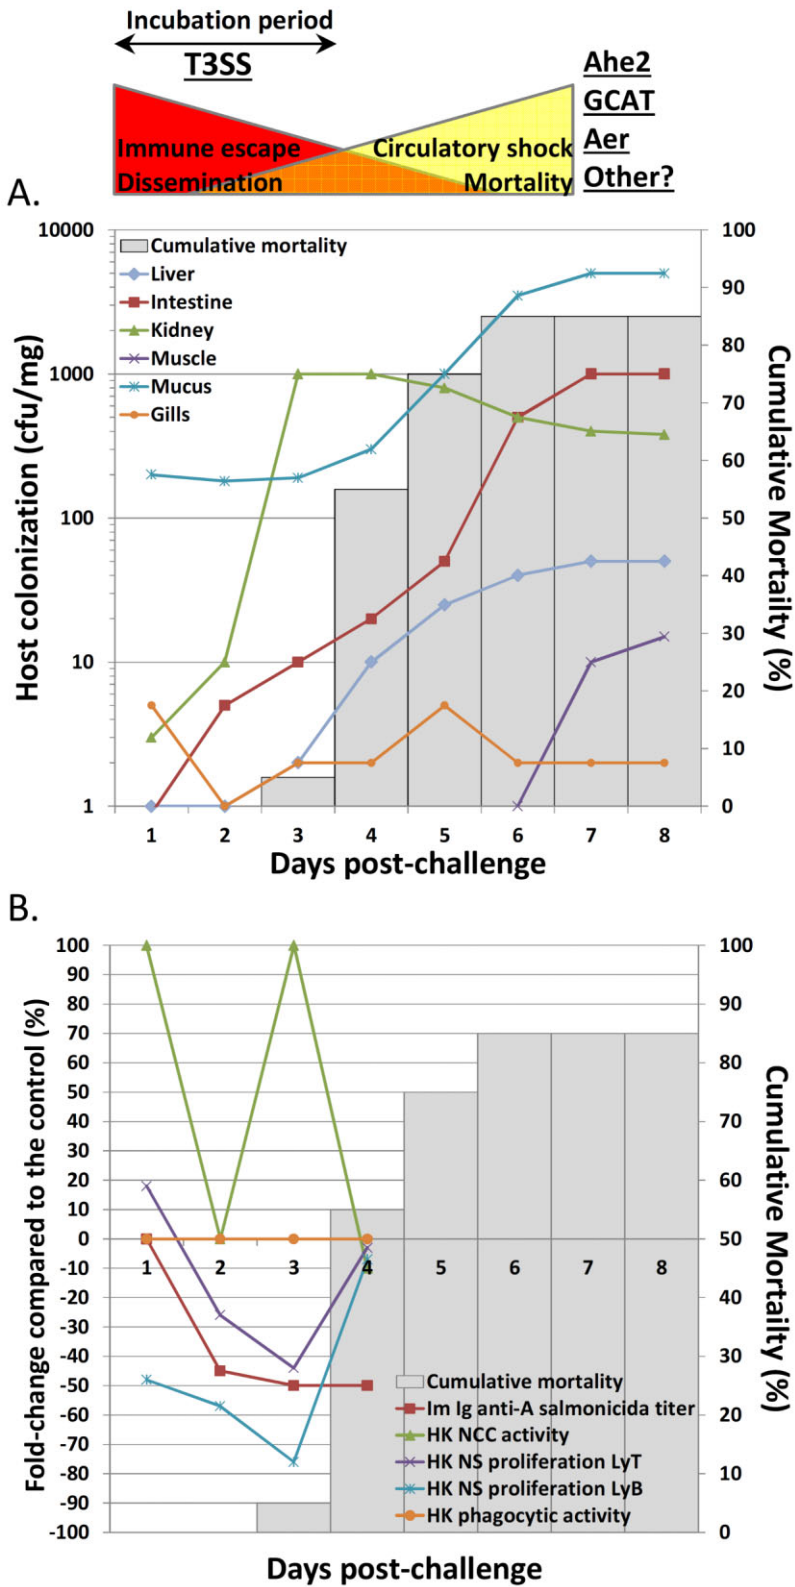 Incubation period
T3SS
Ahe2
GCAT
Aer
Other?
Immune escape
Dissemination
Circulatory shock
Mortality
A.
10000
1000
100
10
1
Host colonization (cfu/mg)
Cumulative mortality
Liver
Intestine
Kidney
Muscle
Mucus
Gills
100
90
80
70
60
50
40
30
20
10
0
Cumulative Mortailty (%)
1 2 3 4 5 6 7 8
Days post-challenge
B.
100
90
80
70
60
50
40
30
20
10
0
-10
-20
-30
-40
-50
-60
-70
-80
-90
-100
Fold-change compared to the control (%)
1 2 3 4 5 6 7 8
Cumulative mortality
Im Ig anti-A salmonicida titer
HK NCC activity
HK NS proliferation LyT
HK NS proliferation LyB
HK phagocytic activity
100
90
80
70
60
50
40
30
20
10
0
Cumulative Mortailty (%)
Days post-challenge